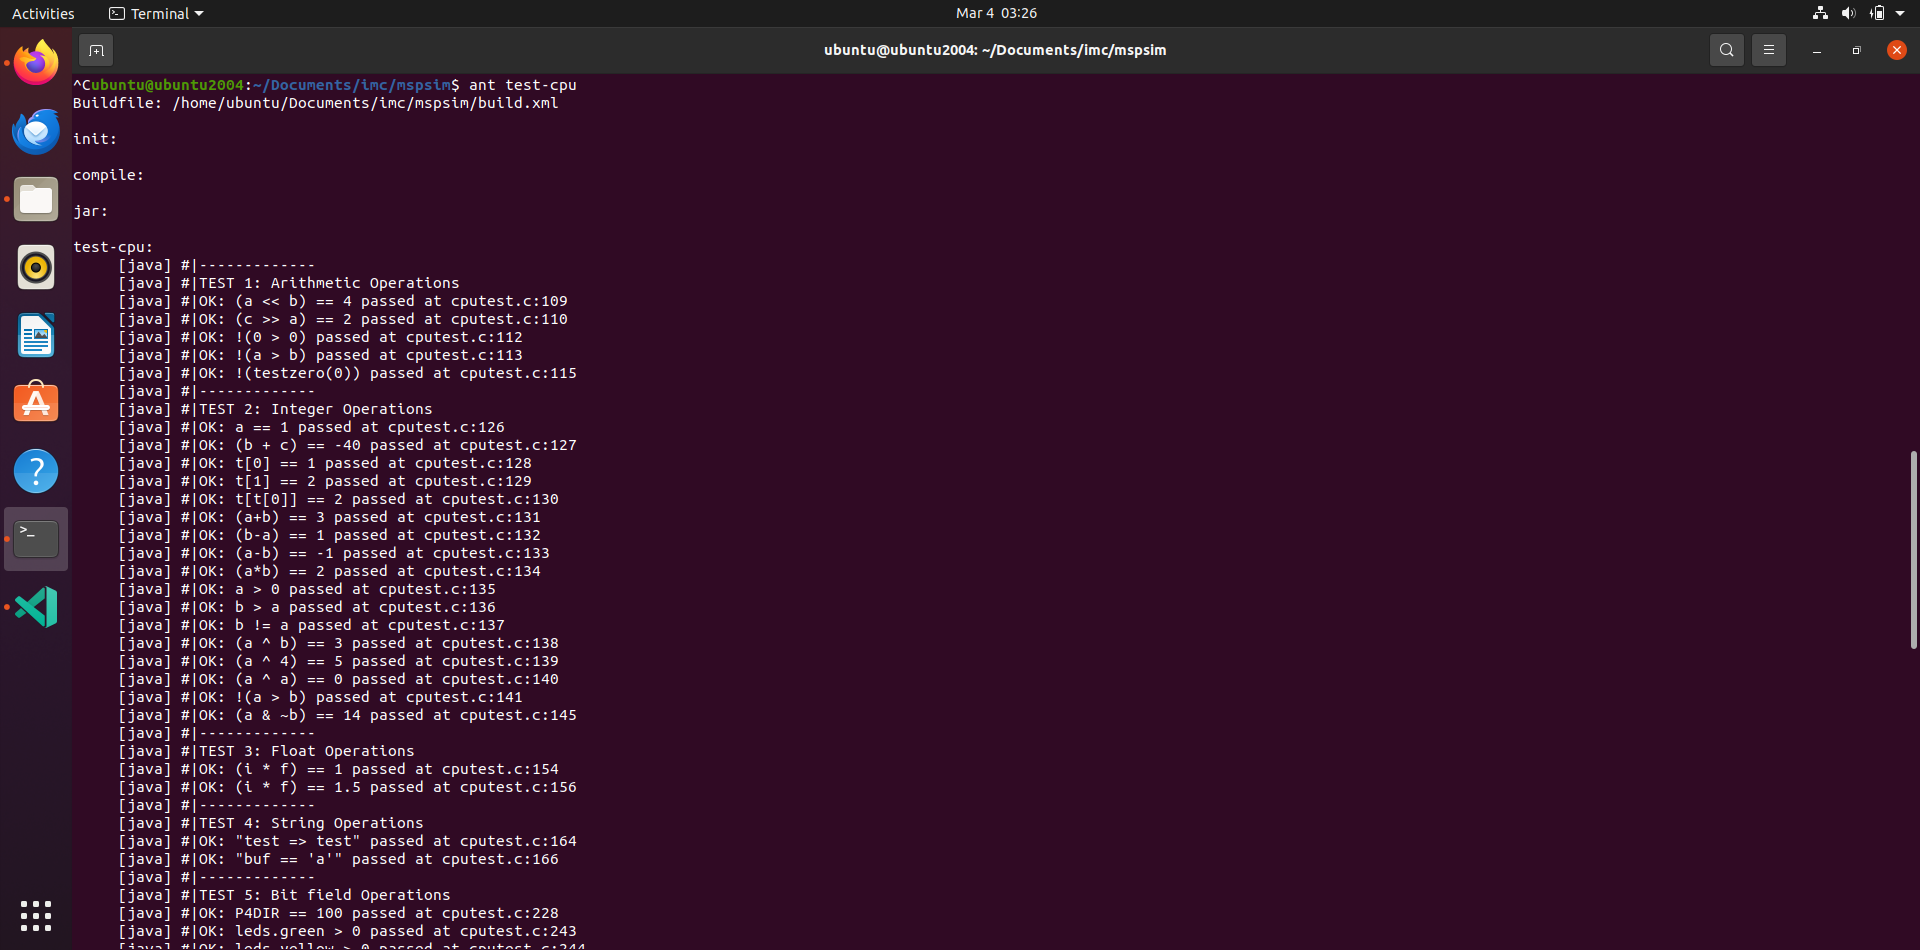 Activities
Terminal
Mar 4 03:26
ubuntu@ubuntu2004: ~/Documents/imc/mspsim
^Cubuntu@ubuntu2004:~/Documents/imc/mspsim$ ant test-cpu
Buildfile: /home/ubuntu/Documents/imc/mspsim/build.xml
init:
compile:
jar:
test-cpu:
[java] #|-------------
[java] #|TEST 1: Arithmetic Operations
[java] #|OK: (a << b) == 4 passed at cputest.c:109
[java] #|OK: (c >> a) == 2 passed at cputest.c:110
[java] #|OK: !(0 > 0) passed at cputest.c:112
[java] #|OK: !(a > b) passed at cputest.c:113
[java] #|OK: !(testzero(0)) passed at cputest.c:115
[java] #|-------------
[java] #|TEST 2: Integer Operations
[java] #|OK: a == 1 passed at cputest.c:126
[java] #|OK: (b + c) == -40 passed at cputest.c:127
[java] #|OK: t[0] == 1 passed at cputest.c:128
[java] #|OK: t[1] == 2 passed at cputest.c:129
[java] #|OK: t[t[0]] == 2 passed at cputest.c:130
[java] #|OK: (a+b) == 3 passed at cputest.c:131
[java] #|OK: (b-a) == 1 passed at cputest.c:132
[java] #|OK: (a-b) == -1 passed at cputest.c:133
[java] #|OK: (a*b) == 2 passed at cputest.c:134
[java] #|OK: a > 0 passed at cputest.c:135
[java] #|OK: b > a passed at cputest.c:136
[java] #|OK: b != a passed at cputest.c:137
[java] #|OK: (a ^ b) == 3 passed at cputest.c:138
[java] #|OK: (a ^ 4) == 5 passed at cputest.c:139
[java] #|OK: (a ^ a) == 0 passed at cputest.c:140
[java] #|OK: !(a > b) passed at cputest.c:141
[java] #|OK: (a & ~b) == 14 passed at cputest.c:145
[java] #|-------------
[java] #|TEST 3: Float Operations
[java] #|OK: (i * f) == 1 passed at cputest.c:154
[java] #|OK: (i * f) == 1.5 passed at cputest.c:156
[java] #|-------------
[java] #|TEST 4: String Operations
[java] #|OK: "test => test" passed at cputest.c:164
[java] #|OK: "buf == 'a'" passed at cputest.c:166
[java] #|-------------
[java] #|TEST 5: Bit field Operations
[java] #|OK: P4DIR == 100 passed at cputest.c:228
[java] #|OK: leds.green > 0 passed at cputest.c:243
[java] #|OK: leds.yellow > 0 passed at cputest.c:244